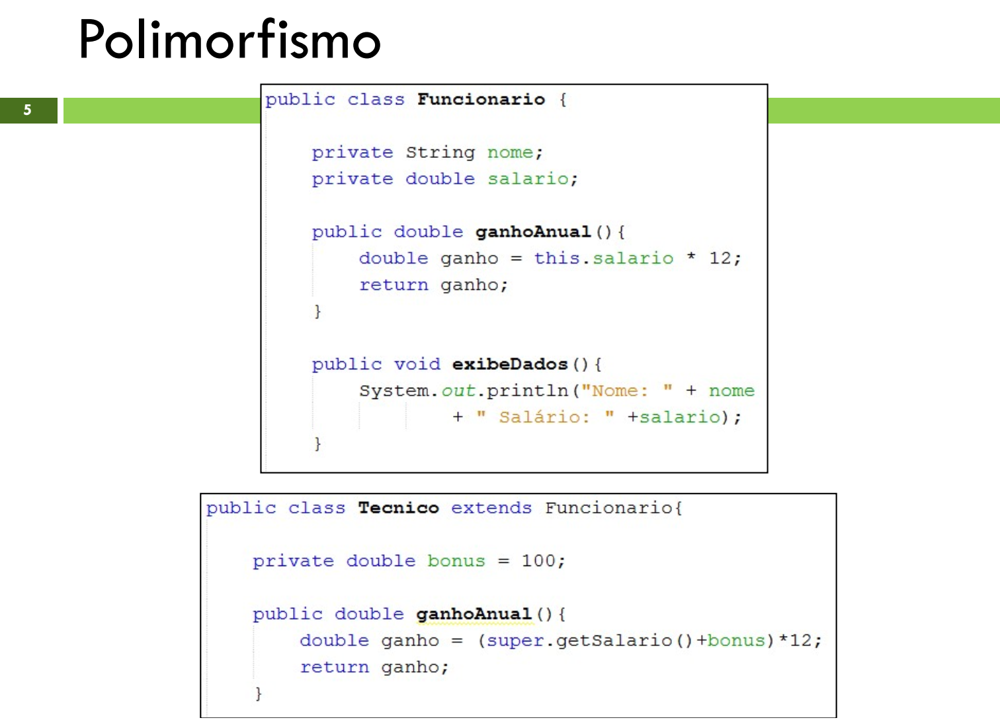 Polimorfismo
5
public class Funcionario {
private String nome;
private double salario;
public double ganhoAnual(){
double ganho = this.salario * 12;
return ganho;
}
public void exibeDados(){
System.out.println("Nome: " + nome
+ " Salário: " +salario);
}
public class Tecnico extends Funcionario{
private double bonus = 100;
public double ganhoAnual(){
double ganho = (super.getSalario()+bonus)*12;
return ganho;
}